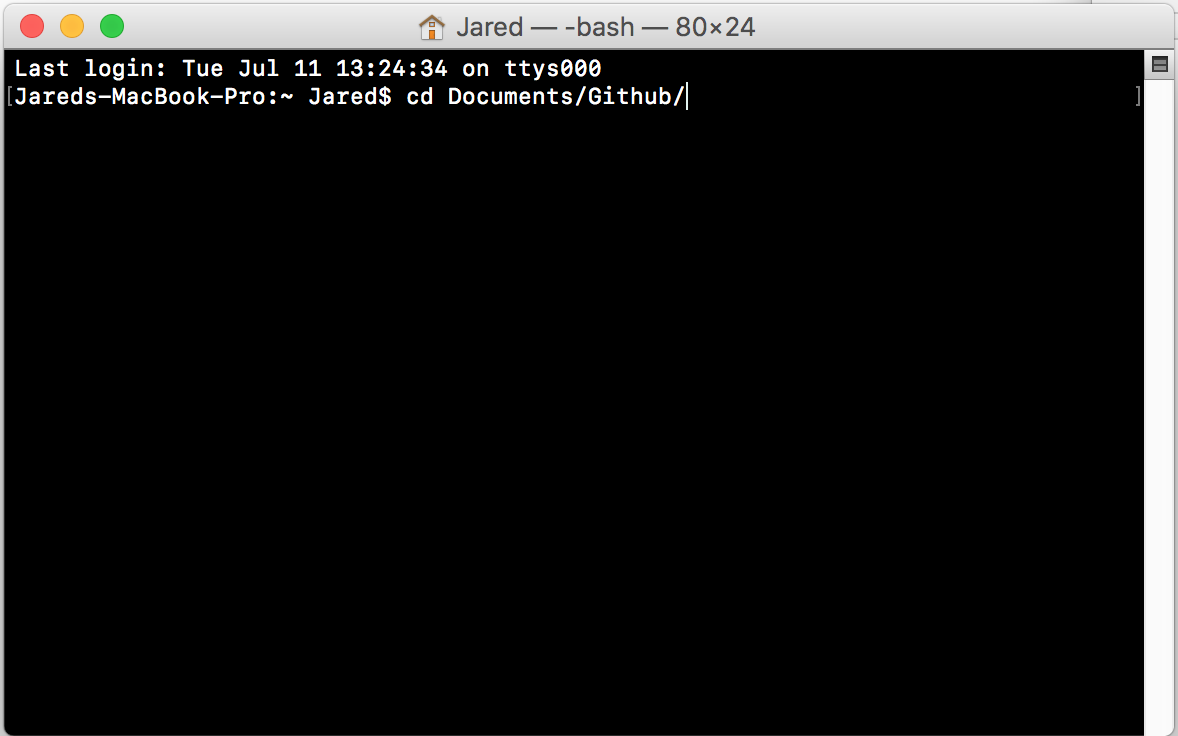 Jared — -bash — 80×24
Last login: Tue Jul 11 13:24:34 on ttys000
[Jareds-MacBook-Pro:~ Jared$ cd Documents/Github/ ]